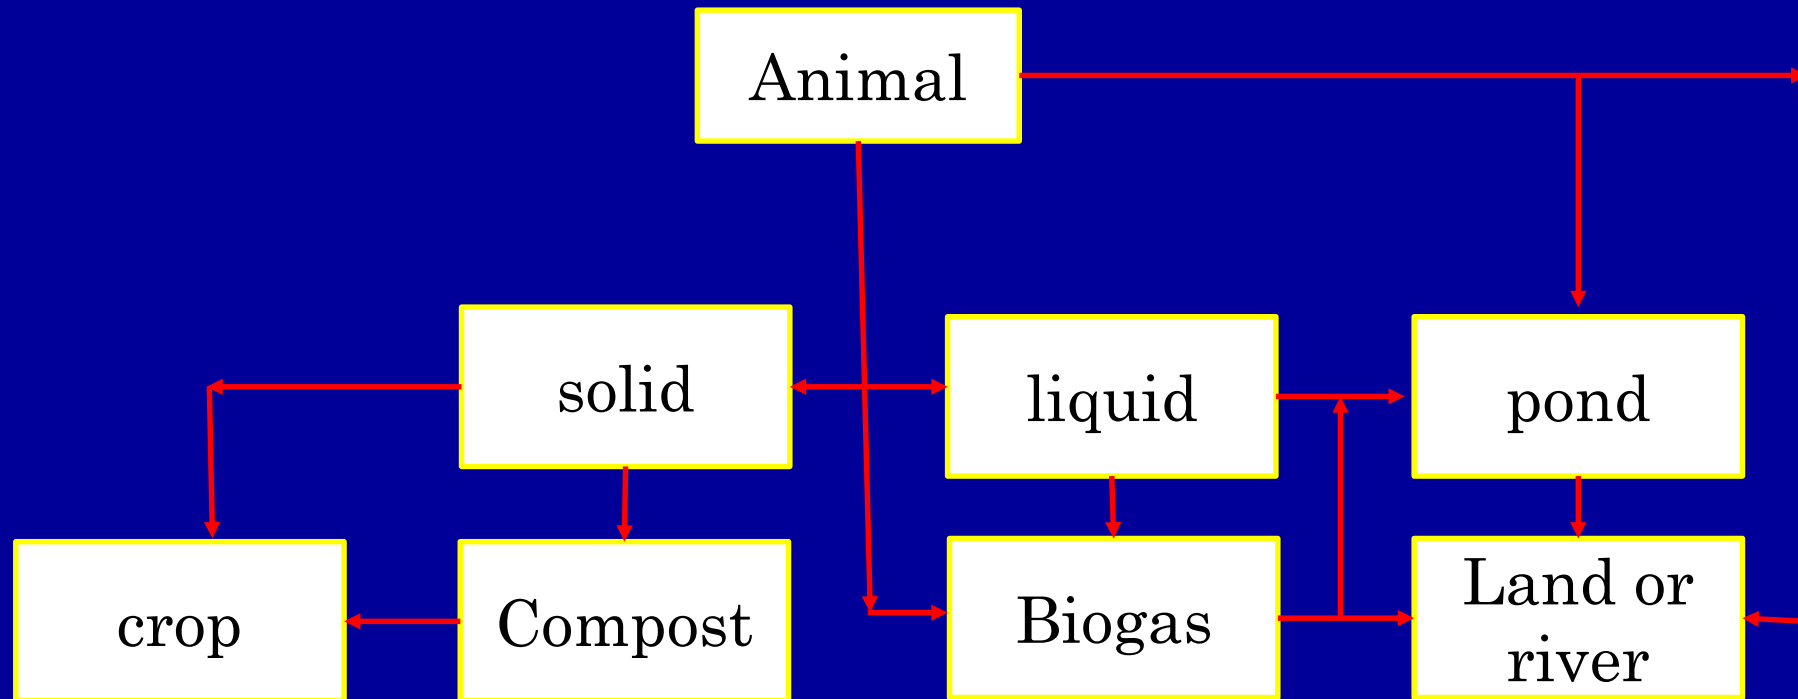 Animal
solid
liquid
pond
crop
Compost
Biogas
Land or
river